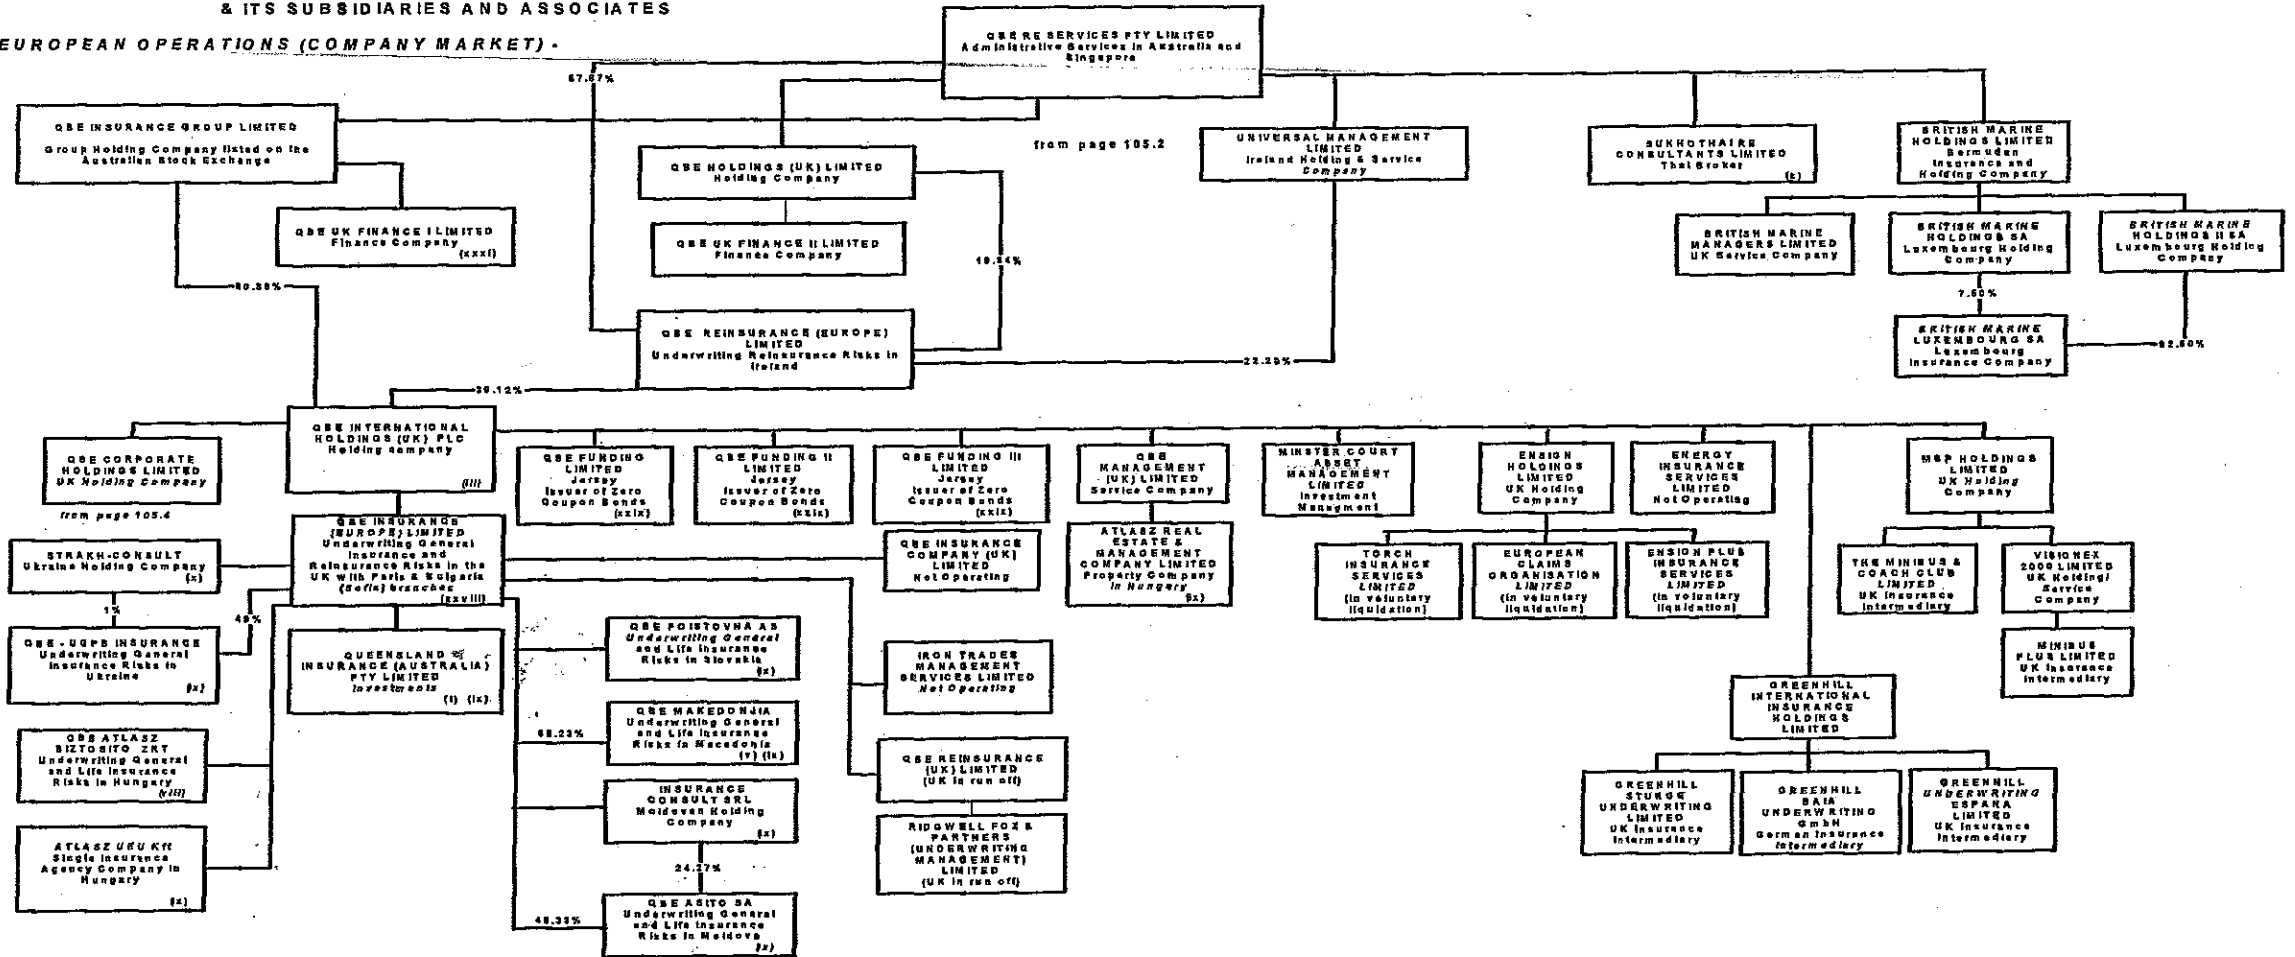 & ITS SUBSIDIARIES AND ASSOCIATES
EUROPEAN OPERATIONS (COMPANY MARKET) -
QBE RE SERVICES PTY LIMITED
Administrative Services in Australia and
Singapore
QBE INSURANCE GROUP LIMITED
Group Holding Company listed on the
Australian Stock Exchange
QBE UK FINANCE I LIMITED
Finance Company
(xxxi)
QBE HOLDINGS (UK) LIMITED
Holding Company
QBE UK FINANCE II LIMITED
Finance Company
from page 105.2
UNIVERSAL MANAGEMENT
LIMITED
Ireland Holding & Service
Company
SUKHOTHAI RE
CONSULTANTS LIMITED
Thai Broker
BRITISH MARINE
HOLDINGS LIMITED
Bermudan
Insurance and
Holding Company
BRITISH MARINE
MANAGERS LIMITED
UK Service Company
BRITISH MARINE
HOLDINGS SA
Luxembourg Holding
Company
BRITISH MARINE
HOLDINGS II SA
Luxembourg Holding
Company
7.50%
BRITISH MARINE
LUXEMBOURG SA
Luxembourg
Insurance Company
92.50%
QBE REINSURANCE (EUROPE)
LIMITED
Underwriting Reinsurance Risks in
Ireland
39.12%
QBE CORPORATE
HOLDINGS LIMITED
UK Holding Company
from page 105.4
QBE INTERNATIONAL
HOLDINGS (UK) PLC
Holding company
(iii)
QBE FUNDING
LIMITED
Jersey
Issuer of Zero
Coupon Bonds
(xxix)
QBE FUNDING II
LIMITED
Jersey
Issuer of Zero
Coupon Bonds
(xxix)
QBE FUNDING III
LIMITED
Jersey
Issuer of Zero
Coupon Bonds
(xxix)
QBE
MANAGEMENT
(UK) LIMITED
Service Company
MINSTER COURT
ASSET
MANAGEMENT
LIMITED
Investment
Managment
ENSIGN
HOLDINGS
LIMITED
UK Holding
Company
ENERGY
INSURANCE
SERVICES
LIMITED
Not Operating
MBP HOLDINGS
LIMITED
UK Holding
Company
QBE INSURANCE
(EUROPE) LIMITED
Underwriting General
Insurance and
Reinsurance Risks in the
UK with Paris & Bulgaria
(Sofia) branches
(xxviii)
QBE INSURANCE
COMPANY (UK)
LIMITED
Not Operating
ATLASZ REAL
ESTATE &
MANAGEMENT
COMPANY LIMITED
Property Company
in Hungary
(ix)
TORCH
INSURANCE
SERVICES
LIMITED
(in voluntary
liquidation)
EUROPEAN
CLAIMS
ORGANISATION
LIMITED
(in voluntary
liquidation)
ENSIGN PLUS
INSURANCE
SERVICES
LIMITED
(in voluntary
liquidation)
THE MINIBUS &
COACH CLUB
LIMITED
UK Insurance
Intermediary
VISIONEX
2000 LIMITED
UK Holding/
Service
Company
MINIBUS
PLUS LIMITED
UK Insurance
Intermediary
STRAKH-CONSULT
Ukraine Holding Company
(x)
1%
49%
QBE - UGPB INSURANCE
Underwriting General
Insurance Risks in
Ukraine
(ix)
QUEENSLAND
INSURANCE (AUSTRALIA)
PTY LIMITED
Investments
(i) (ix)
QBE POISTOVNA AS
Underwriting General
and Life Insurance
Risks in Slovakia
(ix)
IRON TRADES
MANAGEMENT
SERVICES LIMITED
Not Operating
QBE MAKEDONIJA
Underwriting General
and Life Insurance
Risks in Macedonia
(v) (ix)
QBE REINSURANCE
(UK) LIMITED
(UK in run off)
QBE ATLASZ
BIZTOSITO ZRT
Underwriting General
and Life Insurance
Risks in Hungary
(viii)
INSURANCE
CONSULT SRL
Moldovan Holding
Company
(ix)
RIDGWELL FOX &
PARTNERS
(UNDERWRITING
MANAGEMENT)
LIMITED
(UK in run off)
ATLASZ UBU Kft
Single Insurance
Agency Company in
Hungary
24.27%
QBE ASITO SA
Underwriting General
and Life Insurance
Risks in Moldova
GREENHILL
INTERNATIONAL
INSURANCE
HOLDINGS
LIMITED
GREENHILL
STURGE
UNDERWRITING
LIMITED
UK Insurance
Intermediary
GREENHILL
BAIA
UNDERWRITING
GmbH
German Insurance
Intermediary
GREENHILL
UNDERWRITING
ESPANA
LIMITED
UK Insurance
Intermediary